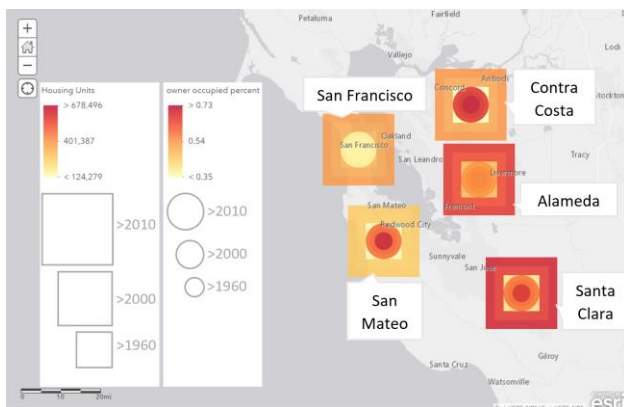 Petaluma
Fairfield
Vallejo
Lodi
Antioch
Concord
Stockton
San Francisco
Contra
Costa
Oakland
San Francisco
San Leandro
Tracy
Livermore
Fremont
Alameda
San Mateo
Redwood City
Sunnyvale
San Jose
San
Mateo
Santa
Clara
Santa Cruz
Gilroy
Watsonville
+
−
Housing Units
> 678,496
401,387
< 124,279
>2010
>2000
>1960
owner occupied percent
> 0.73
0.54
< 0.35
>2010
>2000
>1960
0 10 20mi
esri